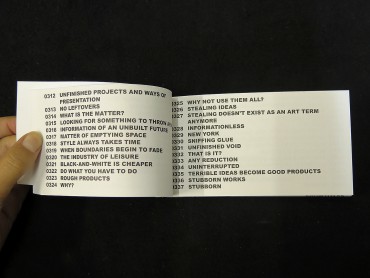 0312 UNFINISHED PROJECTS AND WAYS OF
PRESENTATION
0313 NO LEFTOVERS
0314 WHAT IS THE MATTER?
0315 LOOKING FOR SOMETHING TO THROW
0316 INFORMATION OF AN UNBUILT FUTURE
0317 MATTER OF EMPTYING SPACE
0318 STYLE ALWAYS TAKES TIME
0319 WHEN BOUNDARIES BEGIN TO FADE
0320 THE INDUSTRY OF LEISURE
0321 BLACK-AND-WHITE IS CHEAPER
0322 DO WHAT YOU HAVE TO DO
0323 ROUGH PRODUCTS
0324 WHY?
0325 WHY NOT USE THEM ALL?
0326 STEALING IDEAS
0327 STEALING DOESN'T EXIST AS AN ART TERM
ANYMORE
0328 INFORMATIONLESS
0329 NEW YORK
0330 SNIFFING GLUE
0331 UNFINISHED VOID
0332 THAT IS IT?
0333 ANY REDUCTION
0334 UNINTERRUPTED
0335 TERRIBLE IDEAS BECOME GOOD PRODUCTS
0336 STUBBORN WORKS
0337 STUBBORN